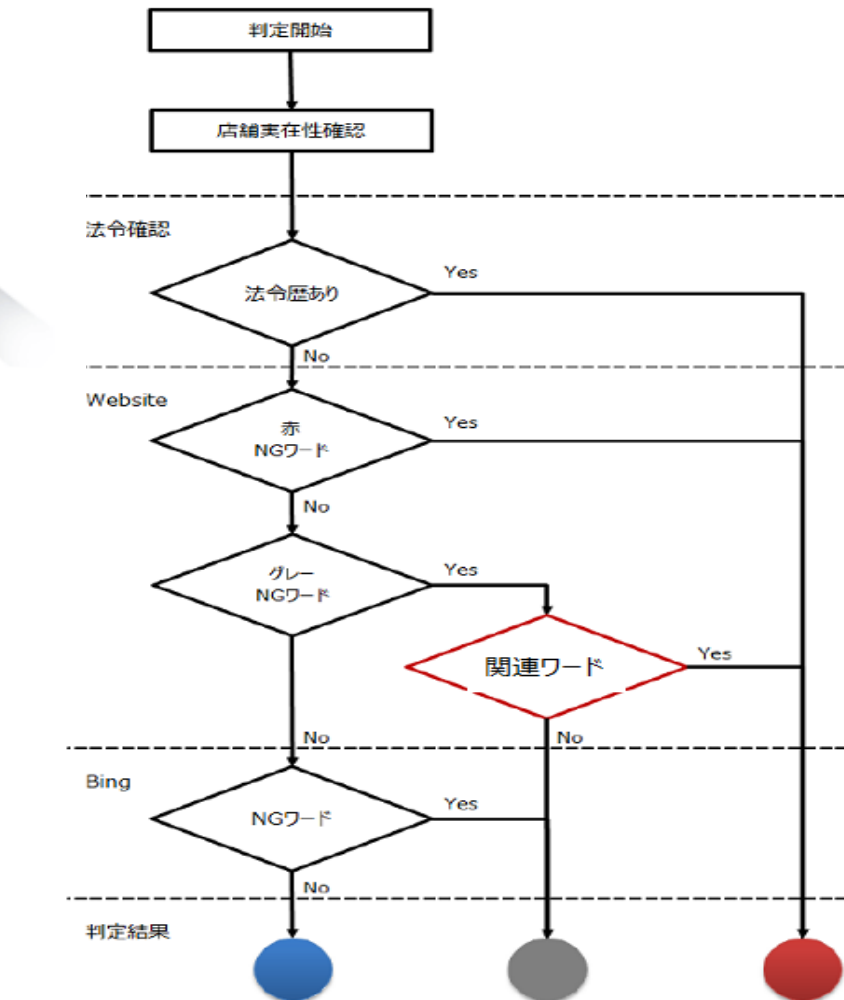 判定開始
店舗実在性確認
法令確認
法令歴あり
Yes
No
Website
赤
NGワード
Yes
No
グレー
NGワード
Yes
関連ワード
Yes
No
No
Bing
NGワード
Yes
No
判定結果